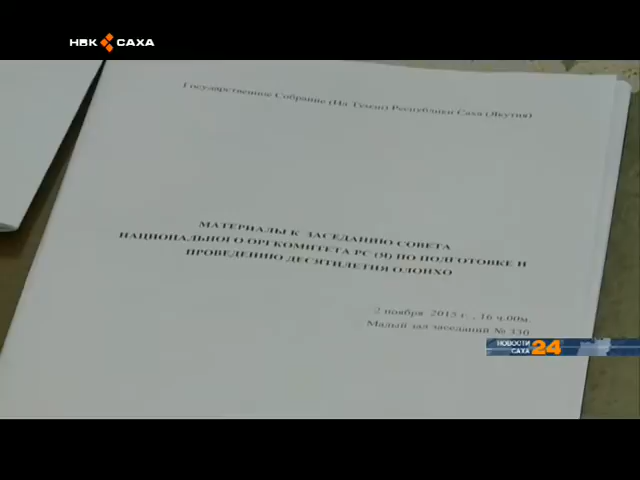 НВК САХА
Государственное Собрание (Ил Тумэн) Республики Саха (Якутия)
МАТЕРИАЛЫ К ЗАСЕДАНИЮ СОВЕТА
НАЦИОНАЛЬНОГО ОРГКОМИТЕТА РС (Я) ПО ПОДГОТОВКЕ И
ПРОВЕДЕНИЮ ДЕСЯТИЛЕТИЯ ОЛОНХО
2 ноября 2015 г., 16 ч.00м.
Малый зал заседаний № 330
НОВОСТИ
САХА 24